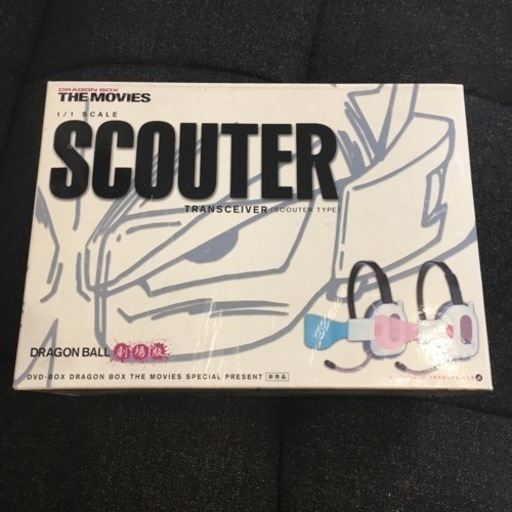 DRAGON BOX
THE MOVIES
1/1 SCALE
SCOUTER
TRANSCEIVER (SCOUTER TYPE)
DRAGON BALL 劇場版
DVD-BOX DRAGON BOX THE MOVIES SPECIAL PRESENT 非売品